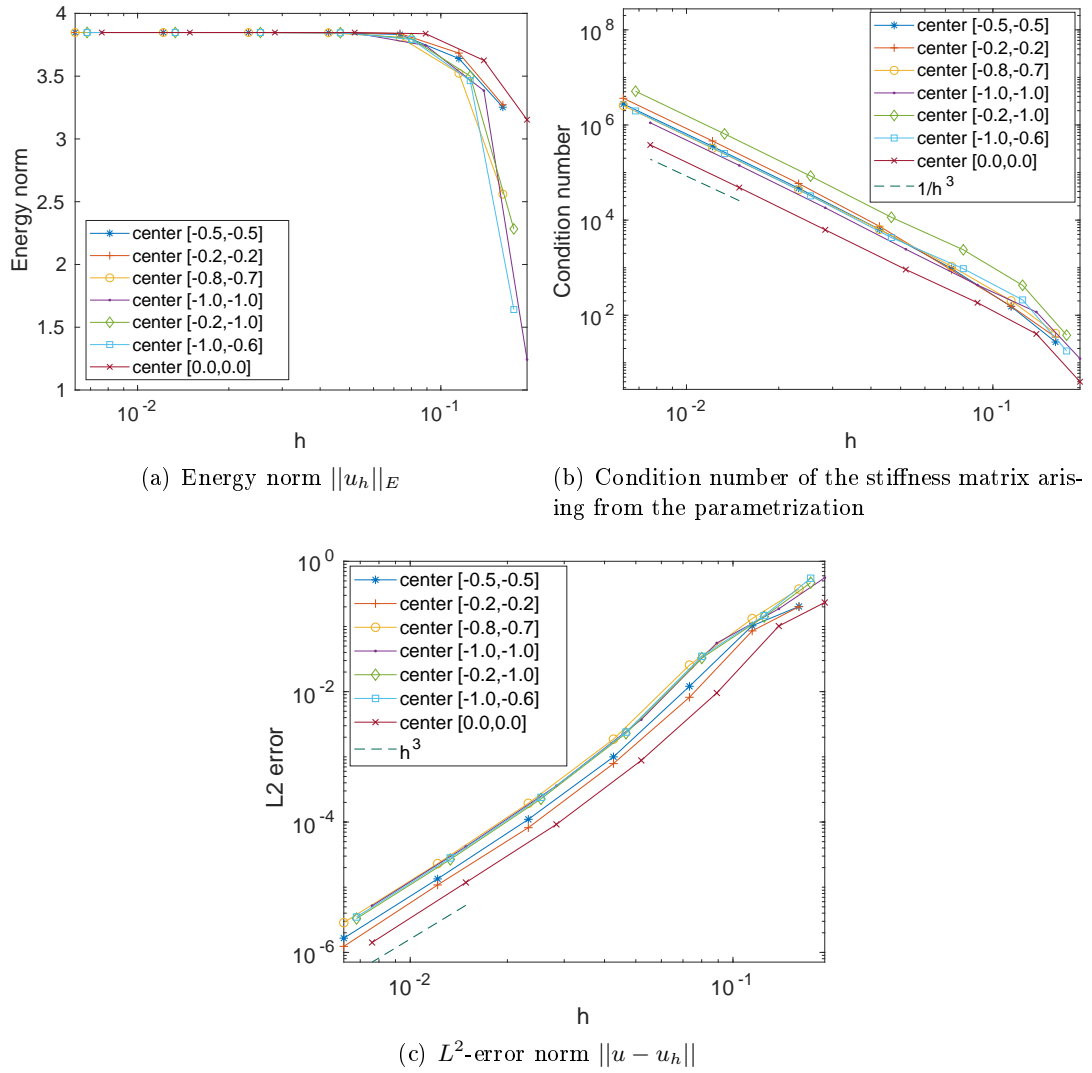 4
3.5
3
2.5
2
1.5
1
Energy norm
center [-0.5,-0.5]
center [-0.2,-0.2]
center [-0.8,-0.7]
center [-1.0,-1.0]
center [-0.2,-1.0]
center [-1.0,-0.6]
center [0.0,0.0]
10^-2
10^-1
h
(a) Energy norm ||u_h||_E
10^8
10^6
10^4
10^2
Condition number
center [-0.5,-0.5]
center [-0.2,-0.2]
center [-0.8,-0.7]
center [-1.0,-1.0]
center [-0.2,-1.0]
center [-1.0,-0.6]
center [0.0,0.0]
1/h^3
10^-2
10^-1
h
(b) Condition number of the stiffness matrix aris-
ing from the parametrization
10^0
10^-2
10^-4
10^-6
L2 error
center [-0.5,-0.5]
center [-0.2,-0.2]
center [-0.8,-0.7]
center [-1.0,-1.0]
center [-0.2,-1.0]
center [-1.0,-0.6]
center [0.0,0.0]
h^3
10^-2
10^-1
h
(c) L^2-error norm ||u − u_h||